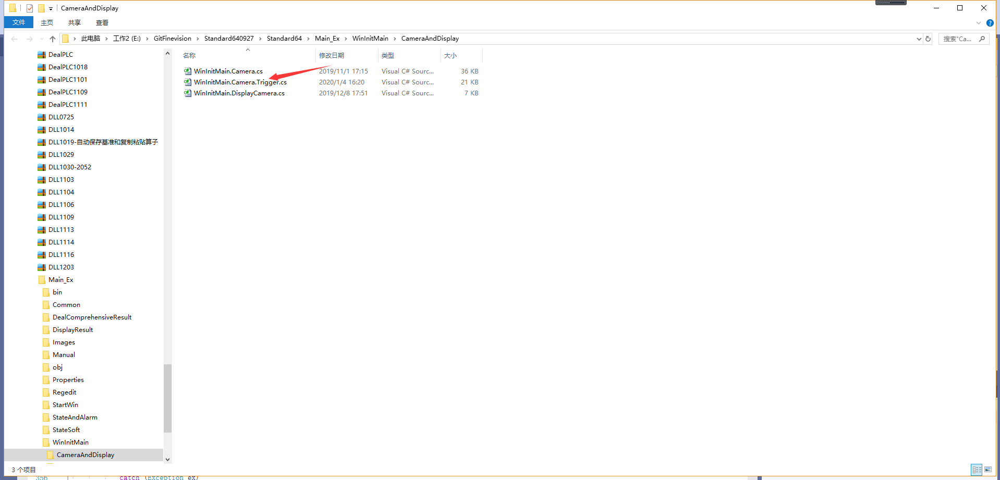 CameraAndDisplay
文件 主页 共享 查看
此电脑 工作2 (E:) GitFinevision Standard640927 Standard64 Main_Ex WinInitMain CameraAndDisplay 搜索"Ca...
DealPLC
DealPLC1018
DealPLC1101
DealPLC1109
DealPLC1111
DLL0725
DLL1014
DLL1019-自动保存基准和复制粘贴算子
DLL1029
DLL1030-2052
DLL1103
DLL1104
DLL1106
DLL1109
DLL1113
DLL1114
DLL1116
DLL1203
Main_Ex
bin
Common
DealComprehensiveResult
DisplayResult
Images
Manual
obj
Properties
Regedit
StartWin
StateAndAlarm
StateSoft
WinInitMain
CameraAndDisplay
名称 修改日期 类型 大小
WinInitMain.Camera.cs 2019/11/1 17:15 Visual C# Sourc... 36 KB
WinInitMain.Camera.Trigger.cs 2020/1/4 16:20 Visual C# Sourc... 21 KB
WinInitMain.DisplayCamera.cs 2019/12/8 17:51 Visual C# Sourc... 7 KB
3 个项目
356 catch (Exception ex)